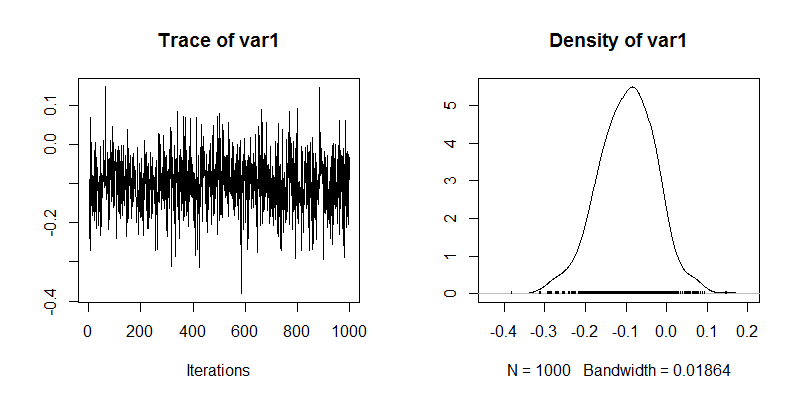 Trace of var1
0.1
0.0
-0.2
-0.4
0 200 400 600 800 1000
Iterations
Density of var1
5
4
3
2
1
0
-0.4 -0.3 -0.2 -0.1 0.0 0.1 0.2
N = 1000 Bandwidth = 0.01864